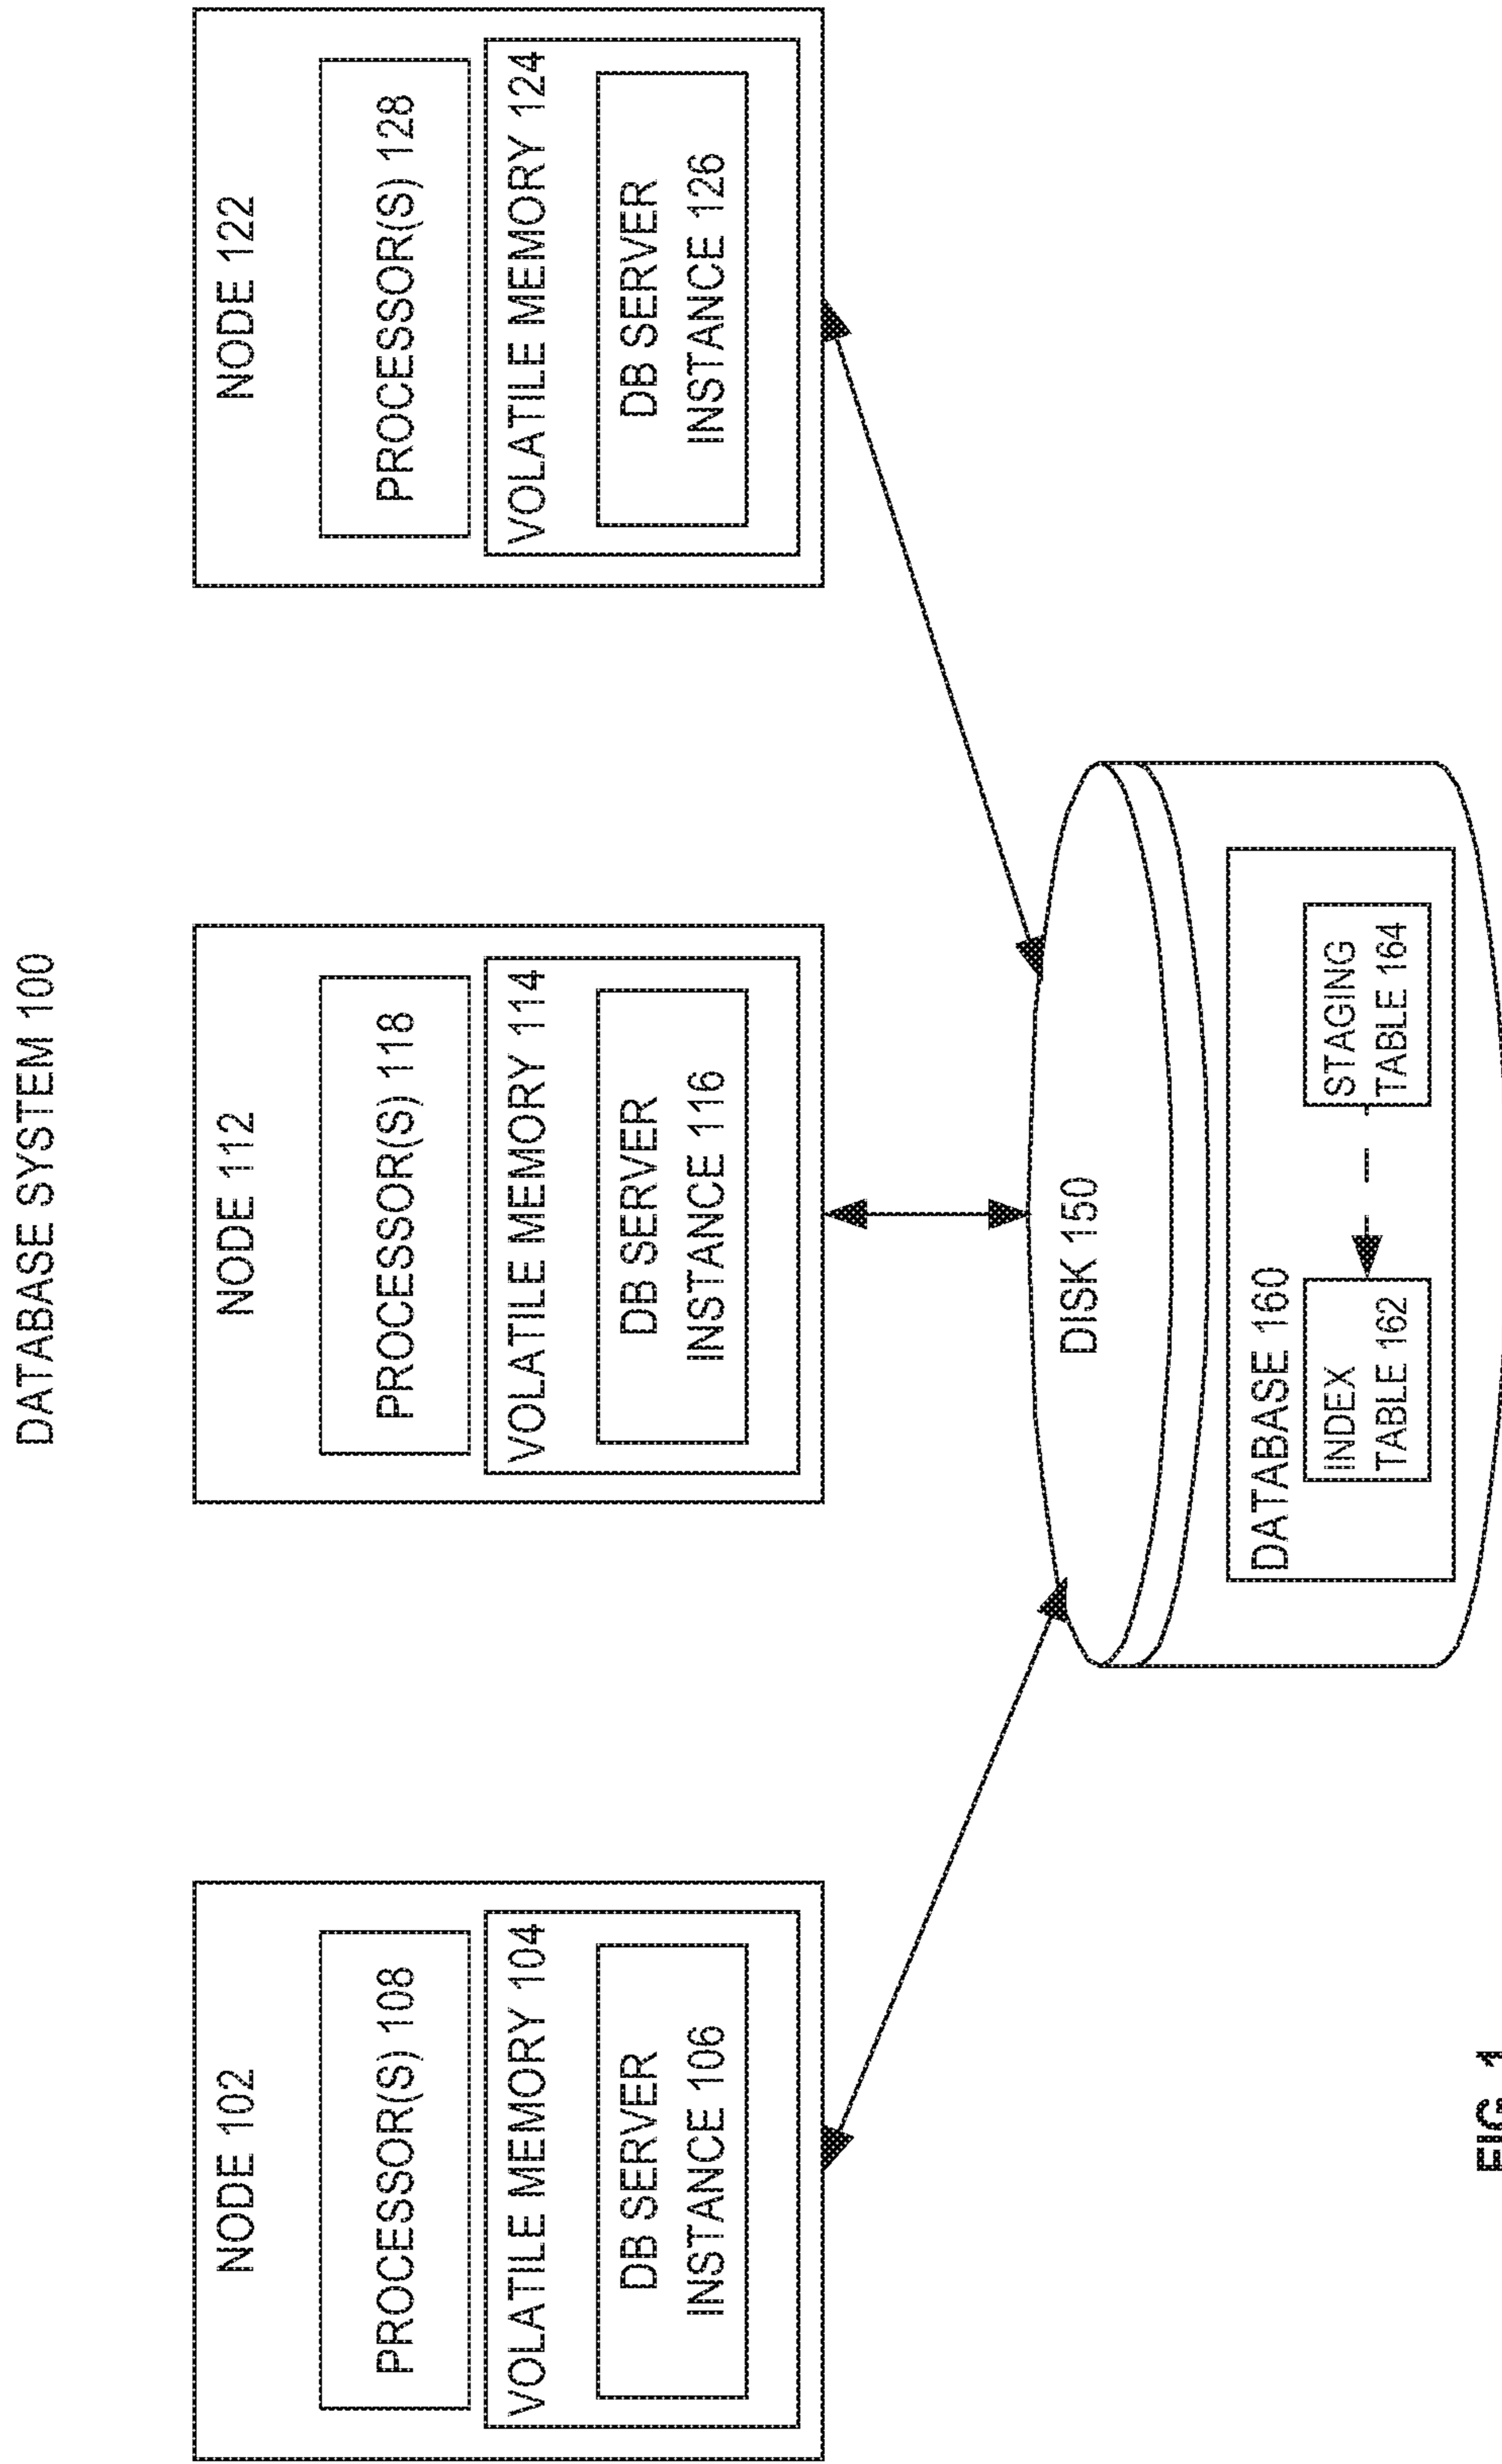 DATABASE SYSTEM 100
NODE 102
PROCESSOR(S) 108
VOLATILE MEMORY 104
DB SERVER
INSTANCE 106
NODE 112
PROCESSOR(S) 118
VOLATILE MEMORY 114
DB SERVER
INSTANCE 116
NODE 122
PROCESSOR(S) 128
VOLATILE MEMORY 124
DB SERVER
INSTANCE 126
DISK 150
DATABASE 160
INDEX
TABLE 162
STAGING
TABLE 164
FIG. 1